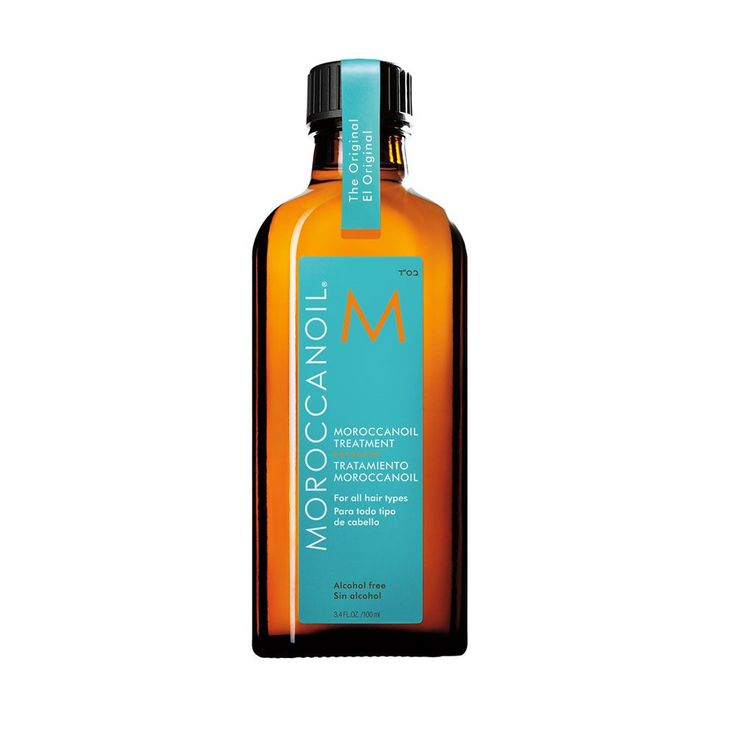 The Original
El Original
בס"ד
M
MOROCCANOIL®
MOROCCANOIL
TREATMENT
TRATAMIENTO
MOROCCANOIL
For all hair types
Para todo tipo
de cabello
Alcohol free
Sin alcohol
3.4 FL.OZ./100 ml